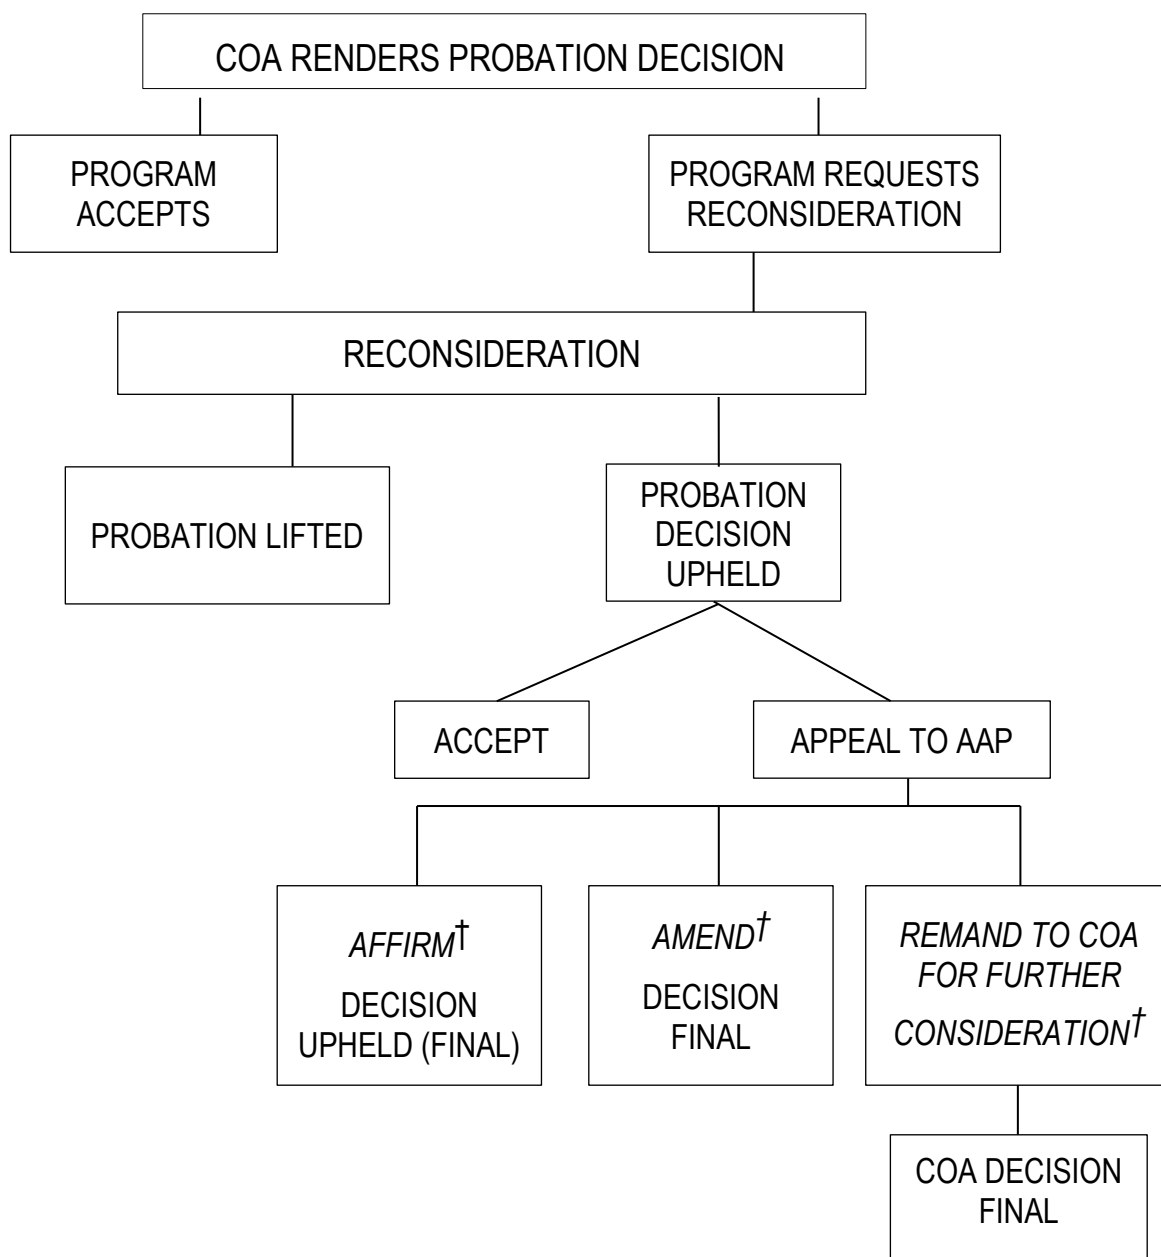 COA RENDERS PROBATION DECISION
PROGRAM
ACCEPTS
PROGRAM REQUESTS
RECONSIDERATION
RECONSIDERATION
PROBATION LIFTED
PROBATION
DECISION
UPHELD
ACCEPT
APPEAL TO AAP
AFFIRM†
DECISION
UPHELD (FINAL)
AMEND†
DECISION
FINAL
REMAND TO COA
FOR FURTHER
CONSIDERATION†
COA DECISION
FINAL